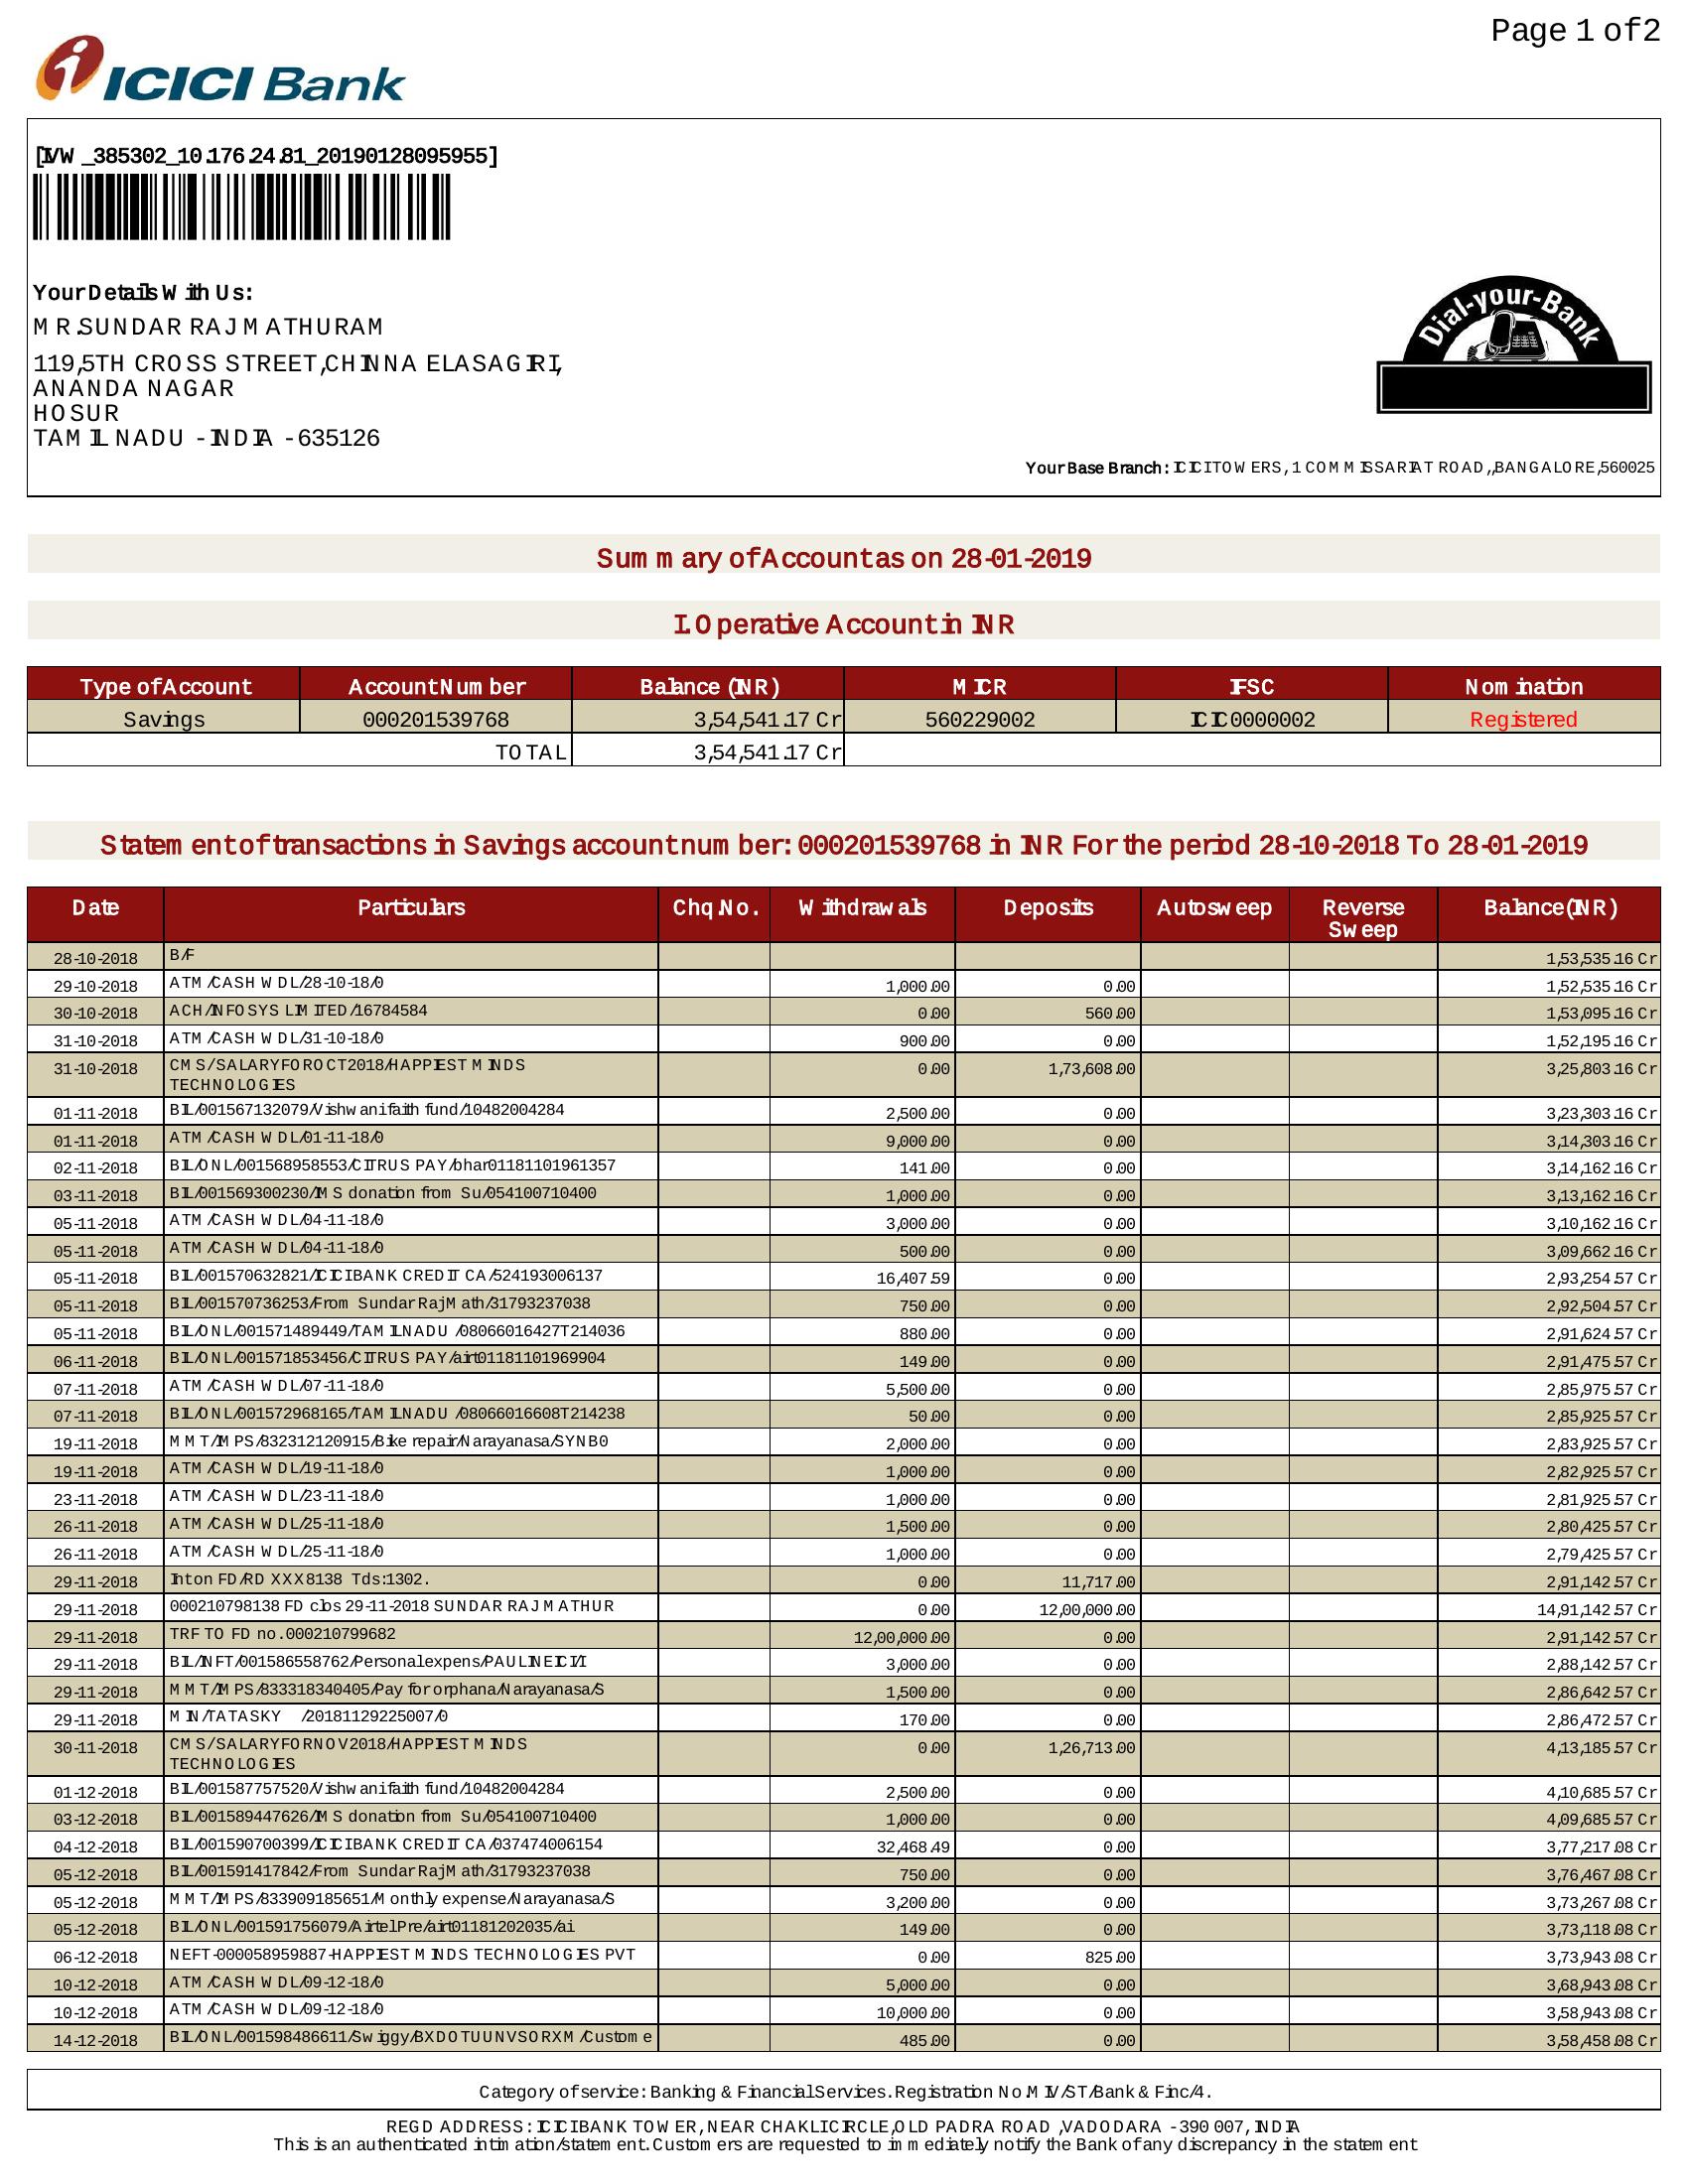 Page 1 of 2
ICICI Bank
[IVW_385302_10.176.24.81_20190128095955]
Your Details With Us:
MR.SUNDAR RAJ MATHURAM
119,5TH CROSS STREET,CHINNA ELASAGIRI,
ANANDA NAGAR
HOSUR
TAMIL NADU - INDIA - 635126
Dial-your-Bank
Your Base Branch: ICICI TOWERS, 1 COMMISSARIAT ROAD,,BANGALORE,560025
Summary of Account as on 28-01-2019
I. Operative Account in INR
Type of Account Account Number Balance (INR) MICR IFSC Nomination
Savings 000201539768 3,54,541.17 Cr 560229002 ICIC0000002 Registered
TOTAL 3,54,541.17 Cr
Statement of transactions in Savings account number: 000201539768 in INR For the period 28-10-2018 To 28-01-2019
Date Particulars Chq.No. Withdrawals Deposits Autosweep Reverse Sweep Balance(INR)
28-10-2018 B/F 1,53,535.16 Cr
29-10-2018 ATM/CASH WDL/28-10-18/0 1,000.00 0.00 1,52,535.16 Cr
30-10-2018 ACH/INFOSYS LIMITED/16784584 0.00 560.00 1,53,095.16 Cr
31-10-2018 ATM/CASH WDL/31-10-18/0 900.00 0.00 1,52,195.16 Cr
31-10-2018 CMS/ SALARYFOROCT2018/HAPPIEST MINDS TECHNOLOGIES 0.00 1,73,608.00 3,25,803.16 Cr
01-11-2018 BIL/001567132079/Vishwanifaith fund/10482004284 2,500.00 0.00 3,23,303.16 Cr
01-11-2018 ATM/CASH WDL/01-11-18/0 9,000.00 0.00 3,14,303.16 Cr
02-11-2018 BIL/ONL/001568958553/CITRUS PAY/bhar01181101961357 141.00 0.00 3,14,162.16 Cr
03-11-2018 BIL/001569300230/IMS donation from Su/054100710400 1,000.00 0.00 3,13,162.16 Cr
05-11-2018 ATM/CASH WDL/04-11-18/0 3,000.00 0.00 3,10,162.16 Cr
05-11-2018 ATM/CASH WDL/04-11-18/0 500.00 0.00 3,09,662.16 Cr
05-11-2018 BIL/001570632821/ICICI BANK CREDIT CA/524193006137 16,407.59 0.00 2,93,254.57 Cr
05-11-2018 BIL/001570736253/From Sundar Raj Math/31793237038 750.00 0.00 2,92,504.57 Cr
05-11-2018 BIL/ONL/001571489449/TAMILNADU /08066016427T214036 880.00 0.00 2,91,624.57 Cr
06-11-2018 BIL/ONL/001571853456/CITRUS PAY/airt01181101969904 149.00 0.00 2,91,475.57 Cr
07-11-2018 ATM/CASH WDL/07-11-18/0 5,500.00 0.00 2,85,975.57 Cr
07-11-2018 BIL/ONL/001572968165/TAMILNADU /08066016608T214238 50.00 0.00 2,85,925.57 Cr
19-11-2018 MMT/IMPS/832312120915/Bike repair/Narayanasa/SYNB0 2,000.00 0.00 2,83,925.57 Cr
19-11-2018 ATM/CASH WDL/19-11-18/0 1,000.00 0.00 2,82,925.57 Cr
23-11-2018 ATM/CASH WDL/23-11-18/0 1,000.00 0.00 2,81,925.57 Cr
26-11-2018 ATM/CASH WDL/25-11-18/0 1,500.00 0.00 2,80,425.57 Cr
26-11-2018 ATM/CASH WDL/25-11-18/0 1,000.00 0.00 2,79,425.57 Cr
29-11-2018 Int on FD/RD XXX8138 Tds:1302. 0.00 11,717.00 2,91,142.57 Cr
29-11-2018 000210798138 FD clos 29-11-2018 SUNDAR RAJ MATHUR 0.00 12,00,000.00 14,91,142.57 Cr
29-11-2018 TRF TO FD no. 000210799682 12,00,000.00 0.00 2,91,142.57 Cr
29-11-2018 BIL/INFT/001586558762/Personal expens/PAULINE ICI/I 3,000.00 0.00 2,88,142.57 Cr
29-11-2018 MMT/IMPS/833318340405/Pay for orphana/Narayanasa/S 1,500.00 0.00 2,86,642.57 Cr
29-11-2018 MIN/TATASKY /20181129225007/0 170.00 0.00 2,86,472.57 Cr
30-11-2018 CMS/ SALARYFORNOV2018/HAPPIEST MINDS TECHNOLOGIES 0.00 1,26,713.00 4,13,185.57 Cr
01-12-2018 BIL/001587757520/Vishwanifaith fund/10482004284 2,500.00 0.00 4,10,685.57 Cr
03-12-2018 BIL/001589447626/IMS donation from Su/054100710400 1,000.00 0.00 4,09,685.57 Cr
04-12-2018 BIL/001590700399/ICICI BANK CREDIT CA/037474006154 32,468.49 0.00 3,77,217.08 Cr
05-12-2018 BIL/001591417842/From Sundar Raj Math/31793237038 750.00 0.00 3,76,467.08 Cr
05-12-2018 MMT/IMPS/833909185651/Monthly expense/Narayanasa/S 3,200.00 0.00 3,73,267.08 Cr
05-12-2018 BIL/ONL/001591756079/Airtel Pre/airt01181202035/ai 149.00 0.00 3,73,118.08 Cr
06-12-2018 NEFT-000058959887-HAPPIEST MINDS TECHNOLOGIES PVT 0.00 825.00 3,73,943.08 Cr
10-12-2018 ATM/CASH WDL/09-12-18/0 5,000.00 0.00 3,68,943.08 Cr
10-12-2018 ATM/CASH WDL/09-12-18/0 10,000.00 0.00 3,58,943.08 Cr
14-12-2018 BIL/ONL/001598486611/Swiggy/BXDOTUUNVSORXM/Custome 485.00 0.00 3,58,458.08 Cr
Category of service: Banking & Financial Services. Registration No.MIV/ST/Bank & Finc/4.
REGD ADDRESS: ICICI BANK TOWER, NEAR CHAKLI CIRCLE,OLD PADRA ROAD ,VADODARA - 390 007, INDIA
This is an authenticated intimation/statement. Customers are requested to immediately notify the Bank of any discrepancy in the statement